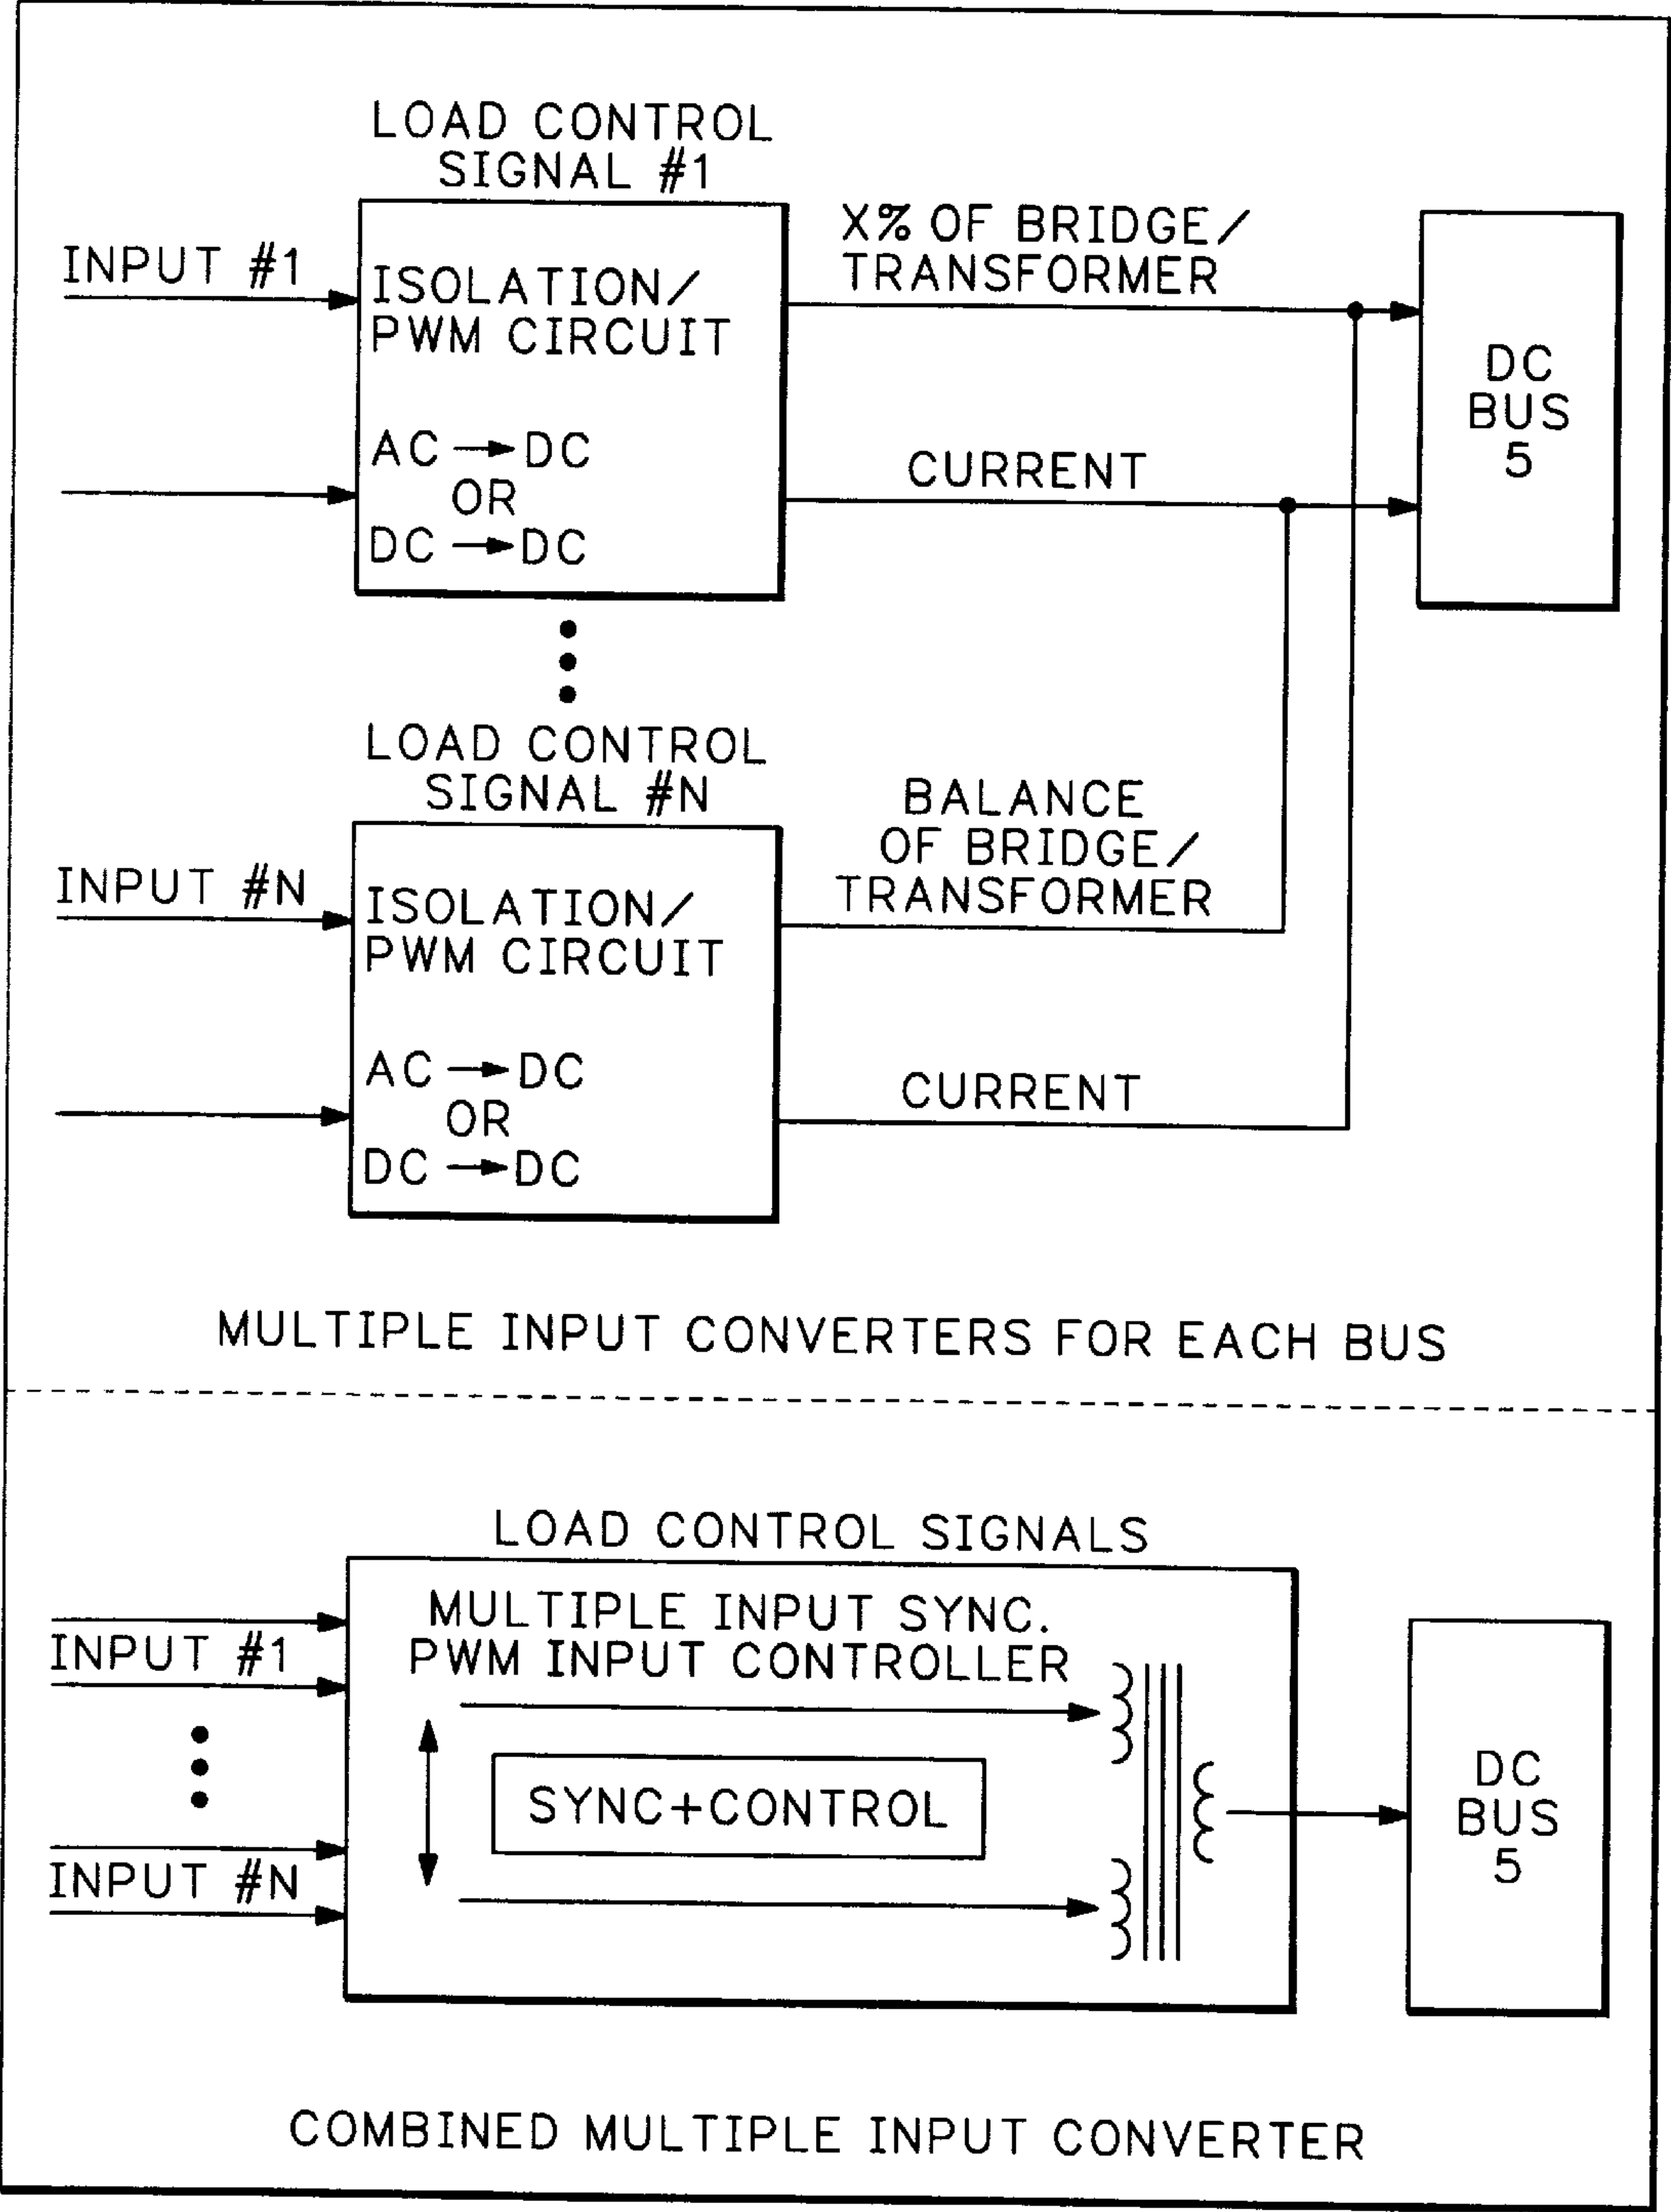 LOAD CONTROL
SIGNAL #1
INPUT #1
ISOLATION/
PWM CIRCUIT
AC → DC
OR
DC → DC
X% OF BRIDGE/
TRANSFORMER
CURRENT
DC
BUS
5
LOAD CONTROL
SIGNAL #N
INPUT #N
ISOLATION/
PWM CIRCUIT
AC → DC
OR
DC → DC
BALANCE
OF BRIDGE/
TRANSFORMER
CURRENT
MULTIPLE INPUT CONVERTERS FOR EACH BUS
LOAD CONTROL SIGNALS
INPUT #1
INPUT #N
MULTIPLE INPUT SYNC.
PWM INPUT CONTROLLER
SYNC+CONTROL
DC
BUS
5
COMBINED MULTIPLE INPUT CONVERTER